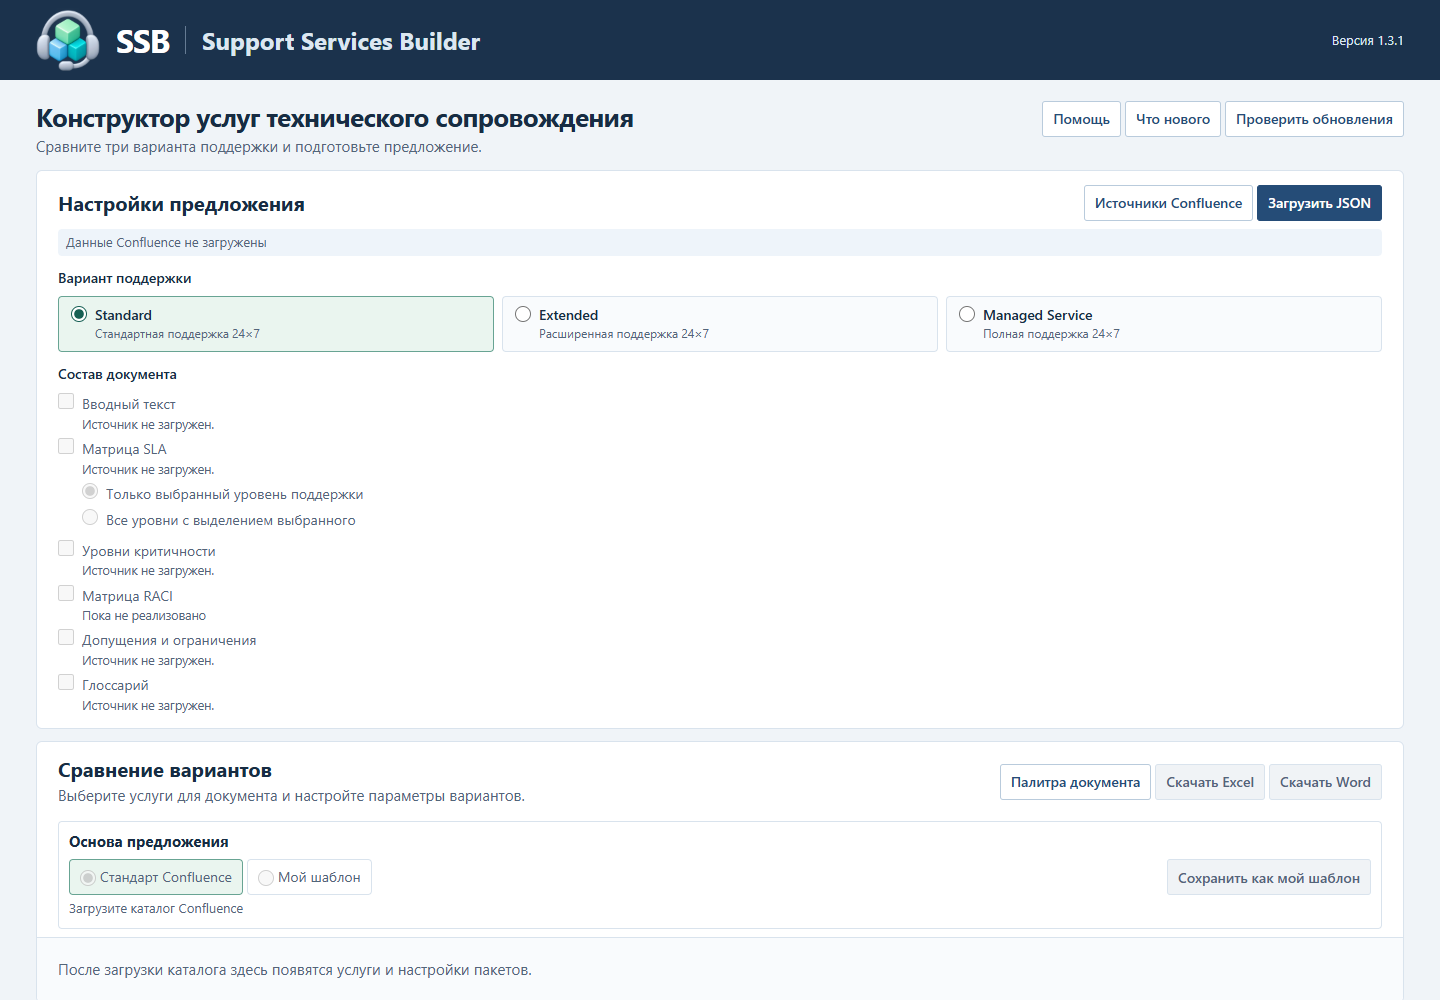 SSB
Support Services Builder
Версия 1.3.1
Конструктор услуг технического сопровождения
Помощь
Что нового
Проверить обновления
Сравните три варианта поддержки и подготовьте предложение.
Настройки предложения
Источники Confluence
Загрузить JSON
Данные Confluence не загружены
Вариант поддержки
Standard
Стандартная поддержка 24×7
Extended
Расширенная поддержка 24×7
Managed Service
Полная поддержка 24×7
Состав документа
Вводный текст
Источник не загружен.
Матрица SLA
Источник не загружен.
Только выбранный уровень поддержки
Все уровни с выделением выбранного
Уровни критичности
Источник не загружен.
Матрица RACI
Пока не реализовано
Допущения и ограничения
Источник не загружен.
Глоссарий
Источник не загружен.
Сравнение вариантов
Выберите услуги для документа и настройте параметры вариантов.
Палитра документа
Скачать Excel
Скачать Word
Основа предложения
Стандарт Confluence
Мой шаблон
Сохранить как мой шаблон
Загрузите каталог Confluence
После загрузки каталога здесь появятся услуги и настройки пакетов.